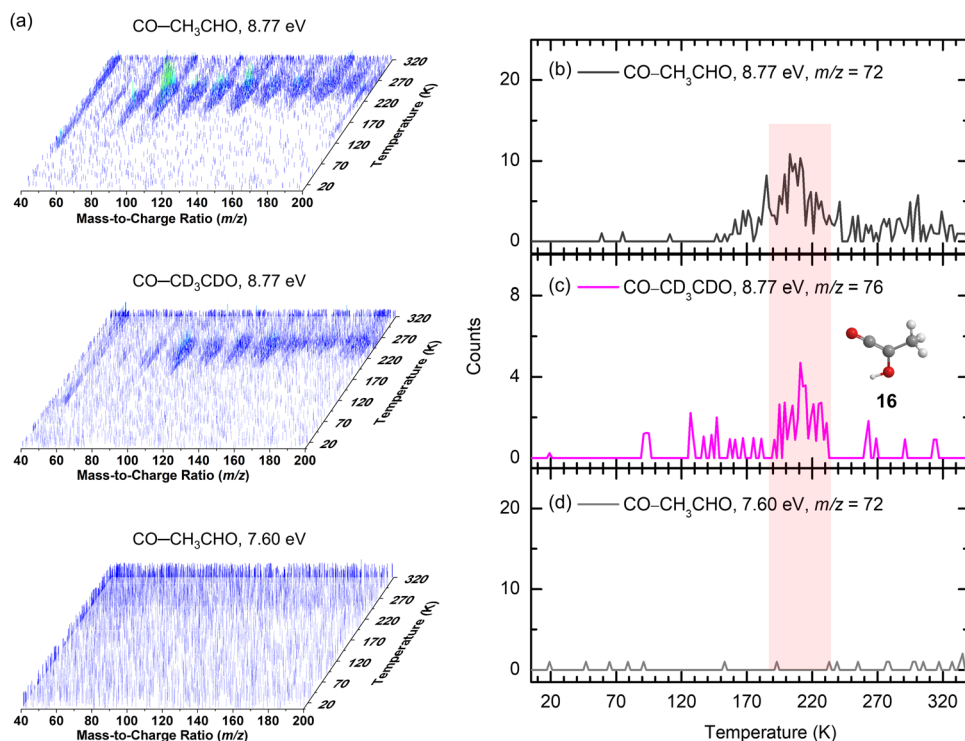 (a)
CO—CH₃CHO, 8.77 eV
320
270
220
170
120
70
20
Temperature (K)
40 60 80 100 120 140 160 180 200
Mass-to-Charge Ratio (m/z)
CO—CD₃CDO, 8.77 eV
320
270
220
170
120
70
20
Temperature (K)
40 60 80 100 120 140 160 180 200
Mass-to-Charge Ratio (m/z)
CO—CH₃CHO, 7.60 eV
320
270
220
170
120
70
20
Temperature (K)
40 60 80 100 120 140 160 180 200
Mass-to-Charge Ratio (m/z)
Counts
(b) CO–CH₃CHO, 8.77 eV, m/z = 72
20
10
0
(c) CO–CD₃CDO, 8.77 eV, m/z = 76
8
4
0
16
(d) CO–CH₃CHO, 7.60 eV, m/z = 72
20
10
0
20 70 120 170 220 270 320
Temperature (K)